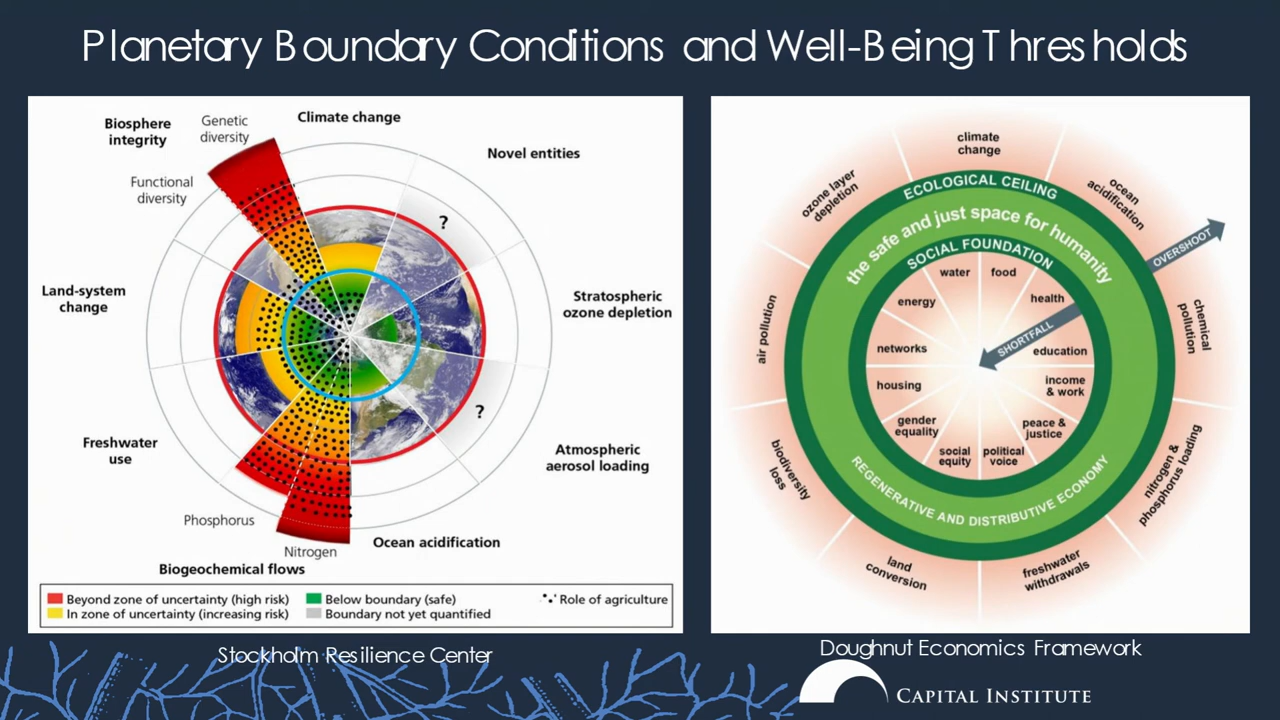 Planetary Boundary Conditions and Well-Being Thresholds
Biosphere
integrity
Genetic
diversity
Climate change
Novel entities
Functional
diversity
?
Land-system
change
Stratospheric
ozone depletion
?
Freshwater
use
Atmospheric
aerosol loading
Phosphorus
Nitrogen
Ocean acidification
Biogeochemical flows
Beyond zone of uncertainty (high risk)
In zone of uncertainty (increasing risk)
Below boundary (safe)
Boundary not yet quantified
Role of agriculture
Stockholm Resilience Center
climate
change
ozone layer
depletion
ocean
acidification
ECOLOGICAL CEILING
the safe and just space for humanity
SOCIAL FOUNDATION
OVERSHOOT
water
food
energy
health
SHORTFALL
networks
education
housing
income
& work
gender
equality
peace &
justice
social
equity
political
voice
air pollution
chemical
pollution
REGENERATIVE AND DISTRIBUTIVE ECONOMY
biodiversity
loss
nitrogen &
phosphorus loading
land
conversion
freshwater
withdrawals
Doughnut Economics Framework
CAPITAL INSTITUTE